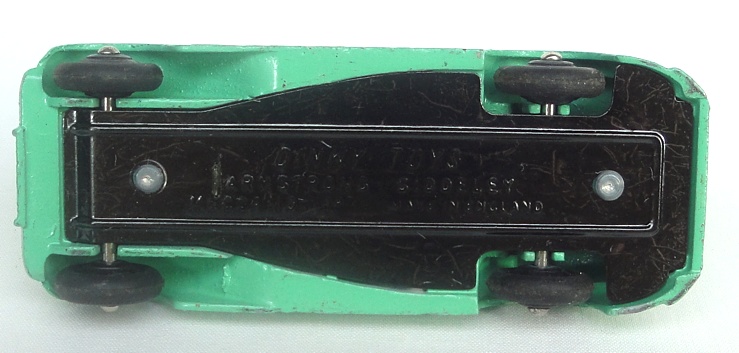 DINKY TOYS
ARMSTRONG SIDDELEY
MADE IN ENGLAND